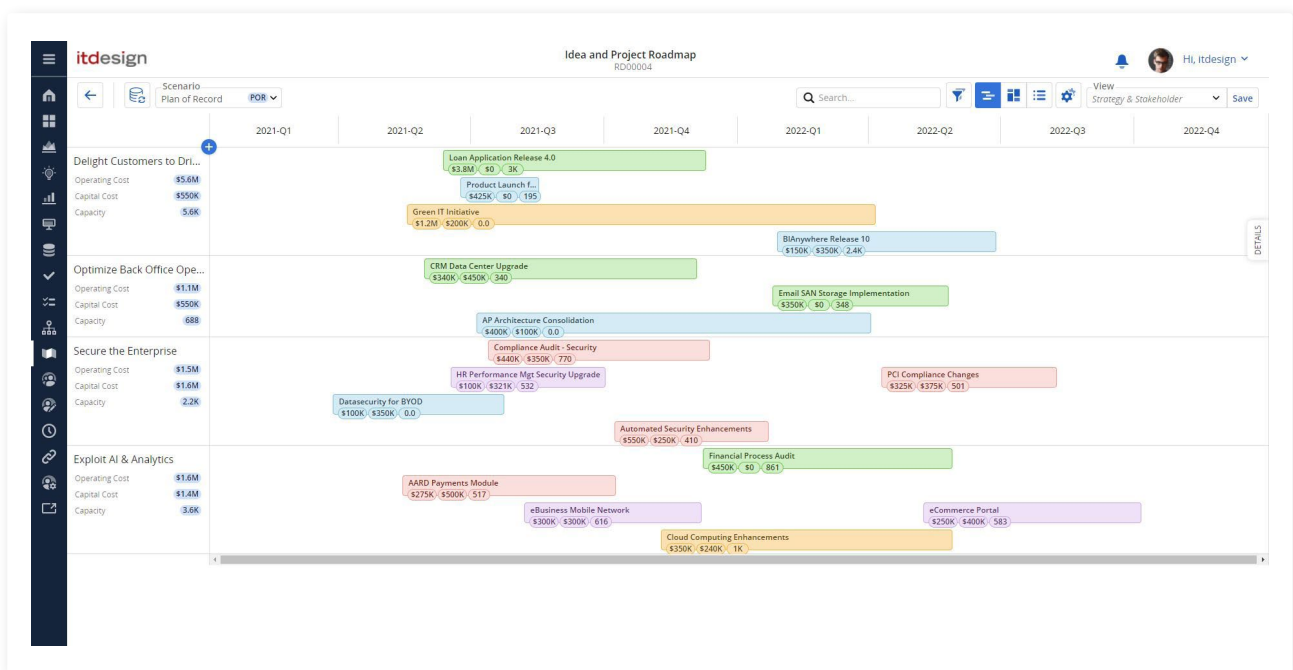 itdesign
Idea and Project Roadmap
RD00004
Hi, itdesign
Scenario
Plan of Record POR
Search...
View
Strategy & Stakeholder
Save
2021-Q1 2021-Q2 2021-Q3 2021-Q4 2022-Q1 2022-Q2 2022-Q3 2022-Q4
DETAILS
Delight Customers to Dri...
Operating Cost $5.6M
Capital Cost $550K
Capacity 5.6K
Loan Application Release 4.0
$3.8M $0 3K
Product Launch f...
$425K $0 195
Green IT Initiative
$1.2M $200K 0.0
BIAnywhere Release 10
$150K $350K 2.4K
Optimize Back Office Ope...
Operating Cost $1.1M
Capital Cost $550K
Capacity 688
CRM Data Center Upgrade
$340K $450K 340
Email SAN Storage Implementation
$350K $0 348
AP Architecture Consolidation
$400K $100K 0.0
Secure the Enterprise
Operating Cost $1.5M
Capital Cost $1.6M
Capacity 2.2K
Compliance Audit - Security
$440K $350K 770
HR Performance Mgt Security Upgrade
$100K $321K 532
PCI Compliance Changes
$325K $375K 501
Datasecurity for BYOD
$100K $350K 0.0
Automated Security Enhancements
$550K $250K 410
Exploit AI & Analytics
Operating Cost $1.6M
Capital Cost $1.4M
Capacity 3.6K
Financial Process Audit
$450K $0 861
AARD Payments Module
$275K $500K 517
eBusiness Mobile Network
$300K $300K 616
eCommerce Portal
$250K $400K 583
Cloud Computing Enhancements
$350K $240K 1K